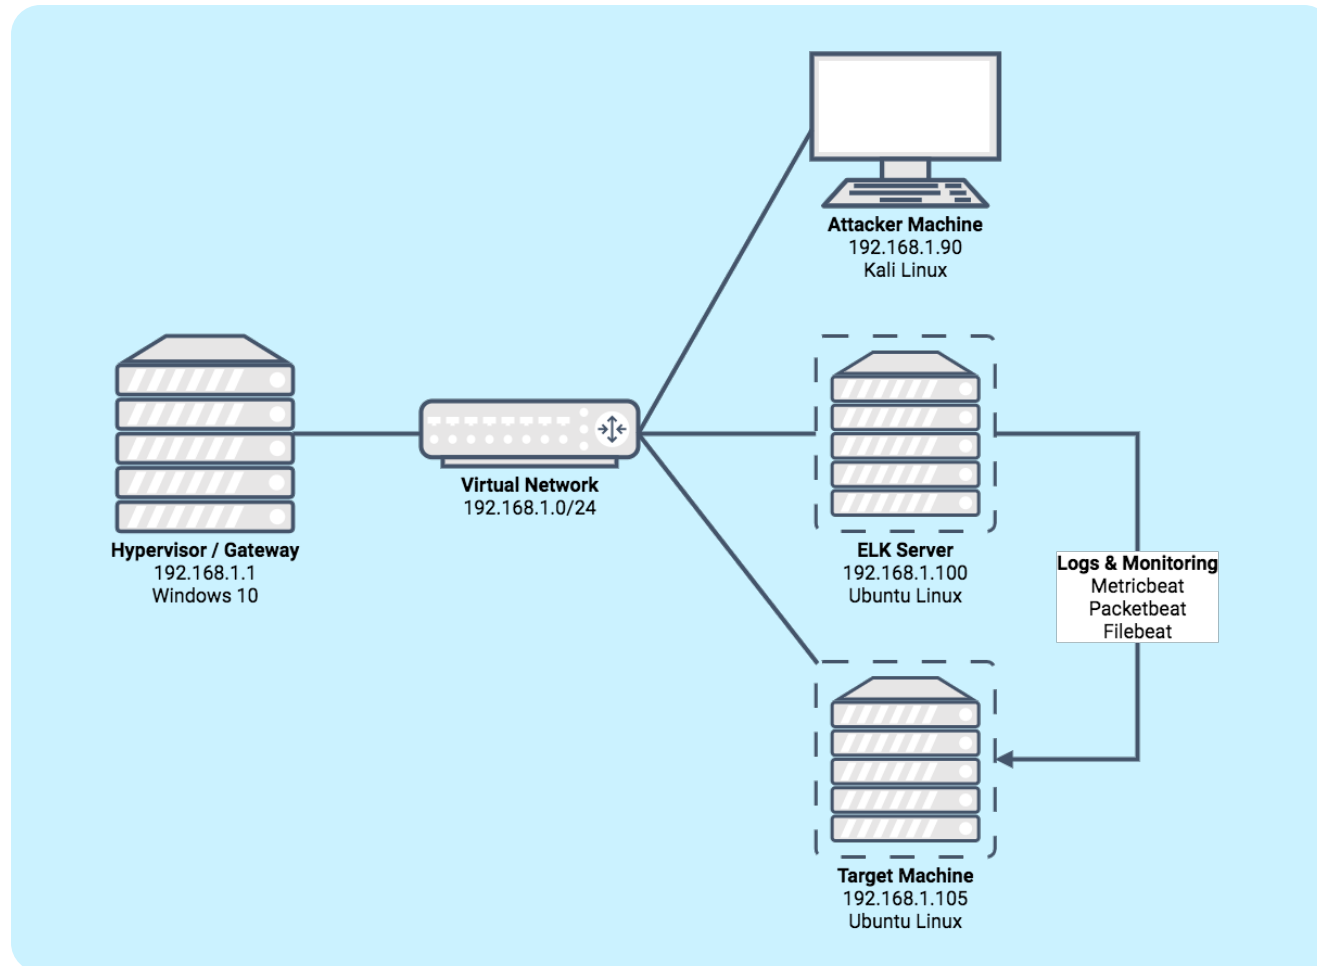 Attacker Machine
192.168.1.90
Kali Linux
Hypervisor / Gateway
192.168.1.1
Windows 10
Virtual Network
192.168.1.0/24
ELK Server
192.168.1.100
Ubuntu Linux
Logs & Monitoring
Metricbeat
Packetbeat
Filebeat
Target Machine
192.168.1.105
Ubuntu Linux